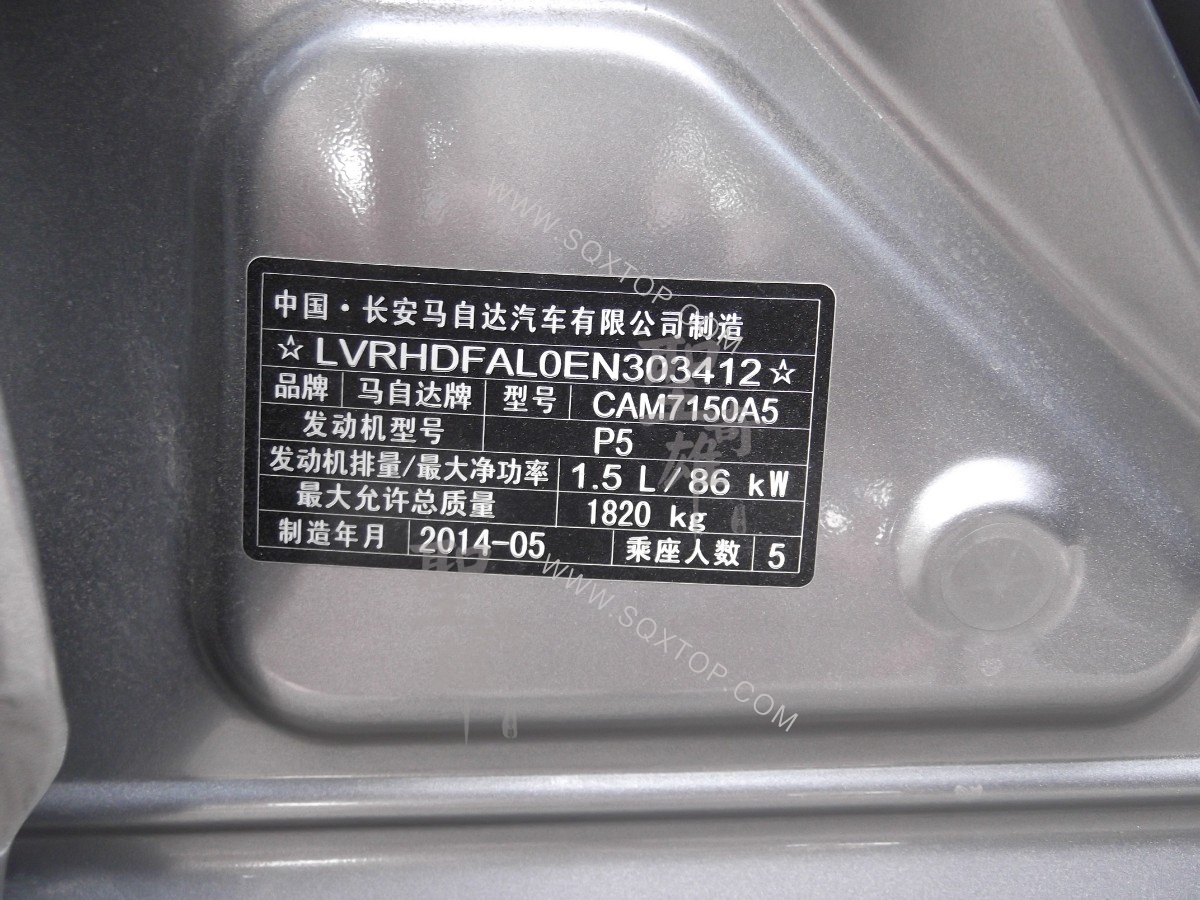 中国·长安马自达汽车有限公司制造
☆LVRHDFAL0EN303412☆
品牌 马自达牌 型号 CAM7150A5
发动机型号 P5
发动机排量/最大净功率 1.5 L/86 kW
最大允许总质量 1820 kg
制造年月 2014-05 乘座人数 5
WWW.SQXTOP.COM
WWW.SQXTOP.COM